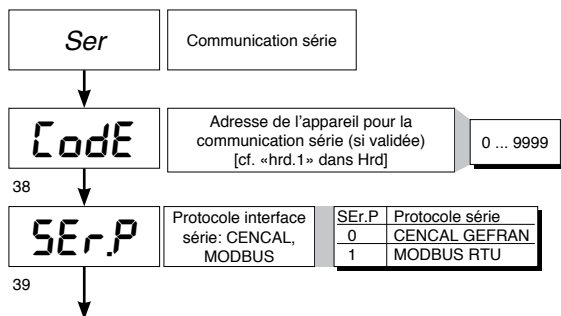 Ser
Communication série
CodE
Adresse de l'appareil pour la
communication série (si validée)
[cf. «hrd.1» dans Hrd]
0 ... 9999
38
SEr.P
Protocole interface
série: CENCAL,
MODBUS
SEr.P Protocole série
0 CENCAL GEFRAN
1 MODBUS RTU
39